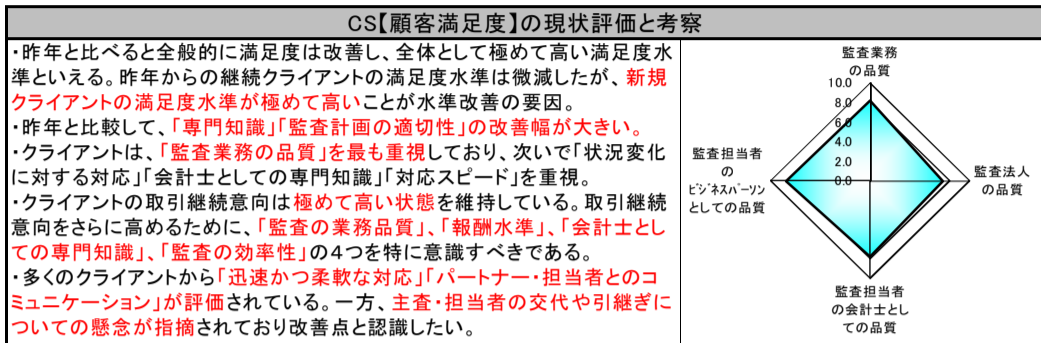 CS【顧客満足度】の現状評価と考察
・昨年と比べると全般的に満足度は改善し、全体として極めて高い満足度水
準といえる。昨年からの継続クライアントの満足度水準は微減したが、新規
クライアントの満足度水準が極めて高いことが水準改善の要因。
・昨年と比較して、「専門知識」「監査計画の適切性」の改善幅が大きい。
・クライアントは、「監査業務の品質」を最も重視しており、次いで「状況変化
に対する対応」「会計士としての専門知識」「対応スピード」を重視。
・クライアントの取引継続意向は極めて高い状態を維持している。取引継続
意向をさらに高めるために、「監査の業務品質」、「報酬水準」、「会計士とし
ての専門知識」、「監査の効率性」の4つを特に意識すべきである。
・多くのクライアントから「迅速かつ柔軟な対応」「パートナー・担当者とのコ
ミュニケーション」が評価されている。一方、主査・担当者の交代や引継ぎに
ついての懸念が指摘されており改善点と認識したい。
監査業務
の品質
10.0
8.0
6.0
4.0
2.0
0.0
監査法人
の品質
監査担当者
の会計士とし
ての品質
監査担当者
の
ﾋﾞｼﾞﾈｽﾊﾟｰｿﾝ
としての品質